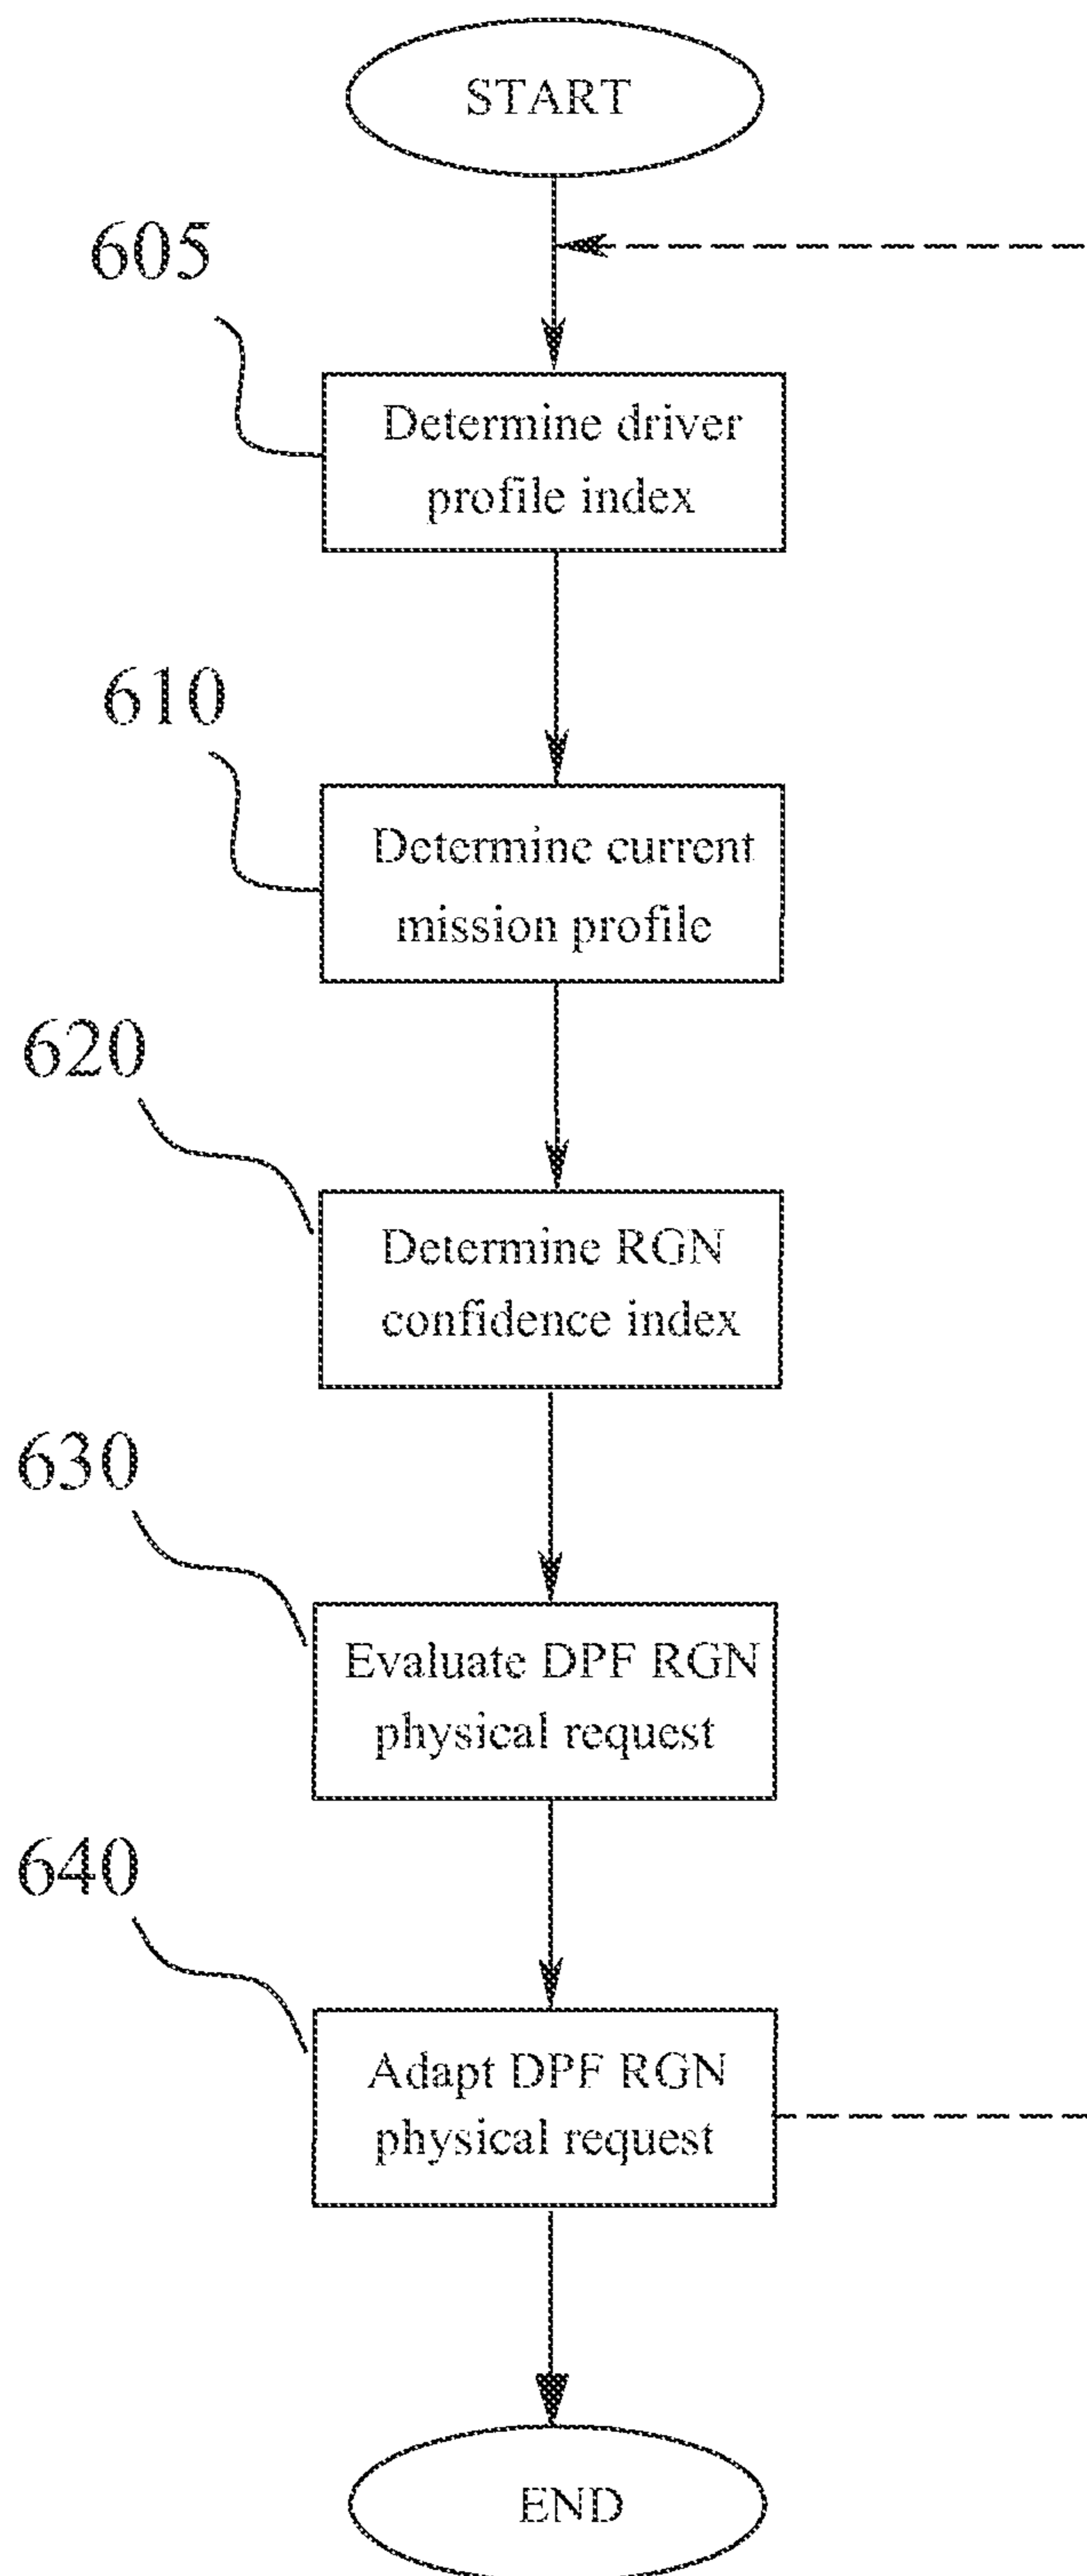 START
605
Determine driver
profile index
610
Determine current
mission profile
620
Determine RGN
confidence index
630
Evaluate DPF RGN
physical request
640
Adapt DPF RGN
physical request
END